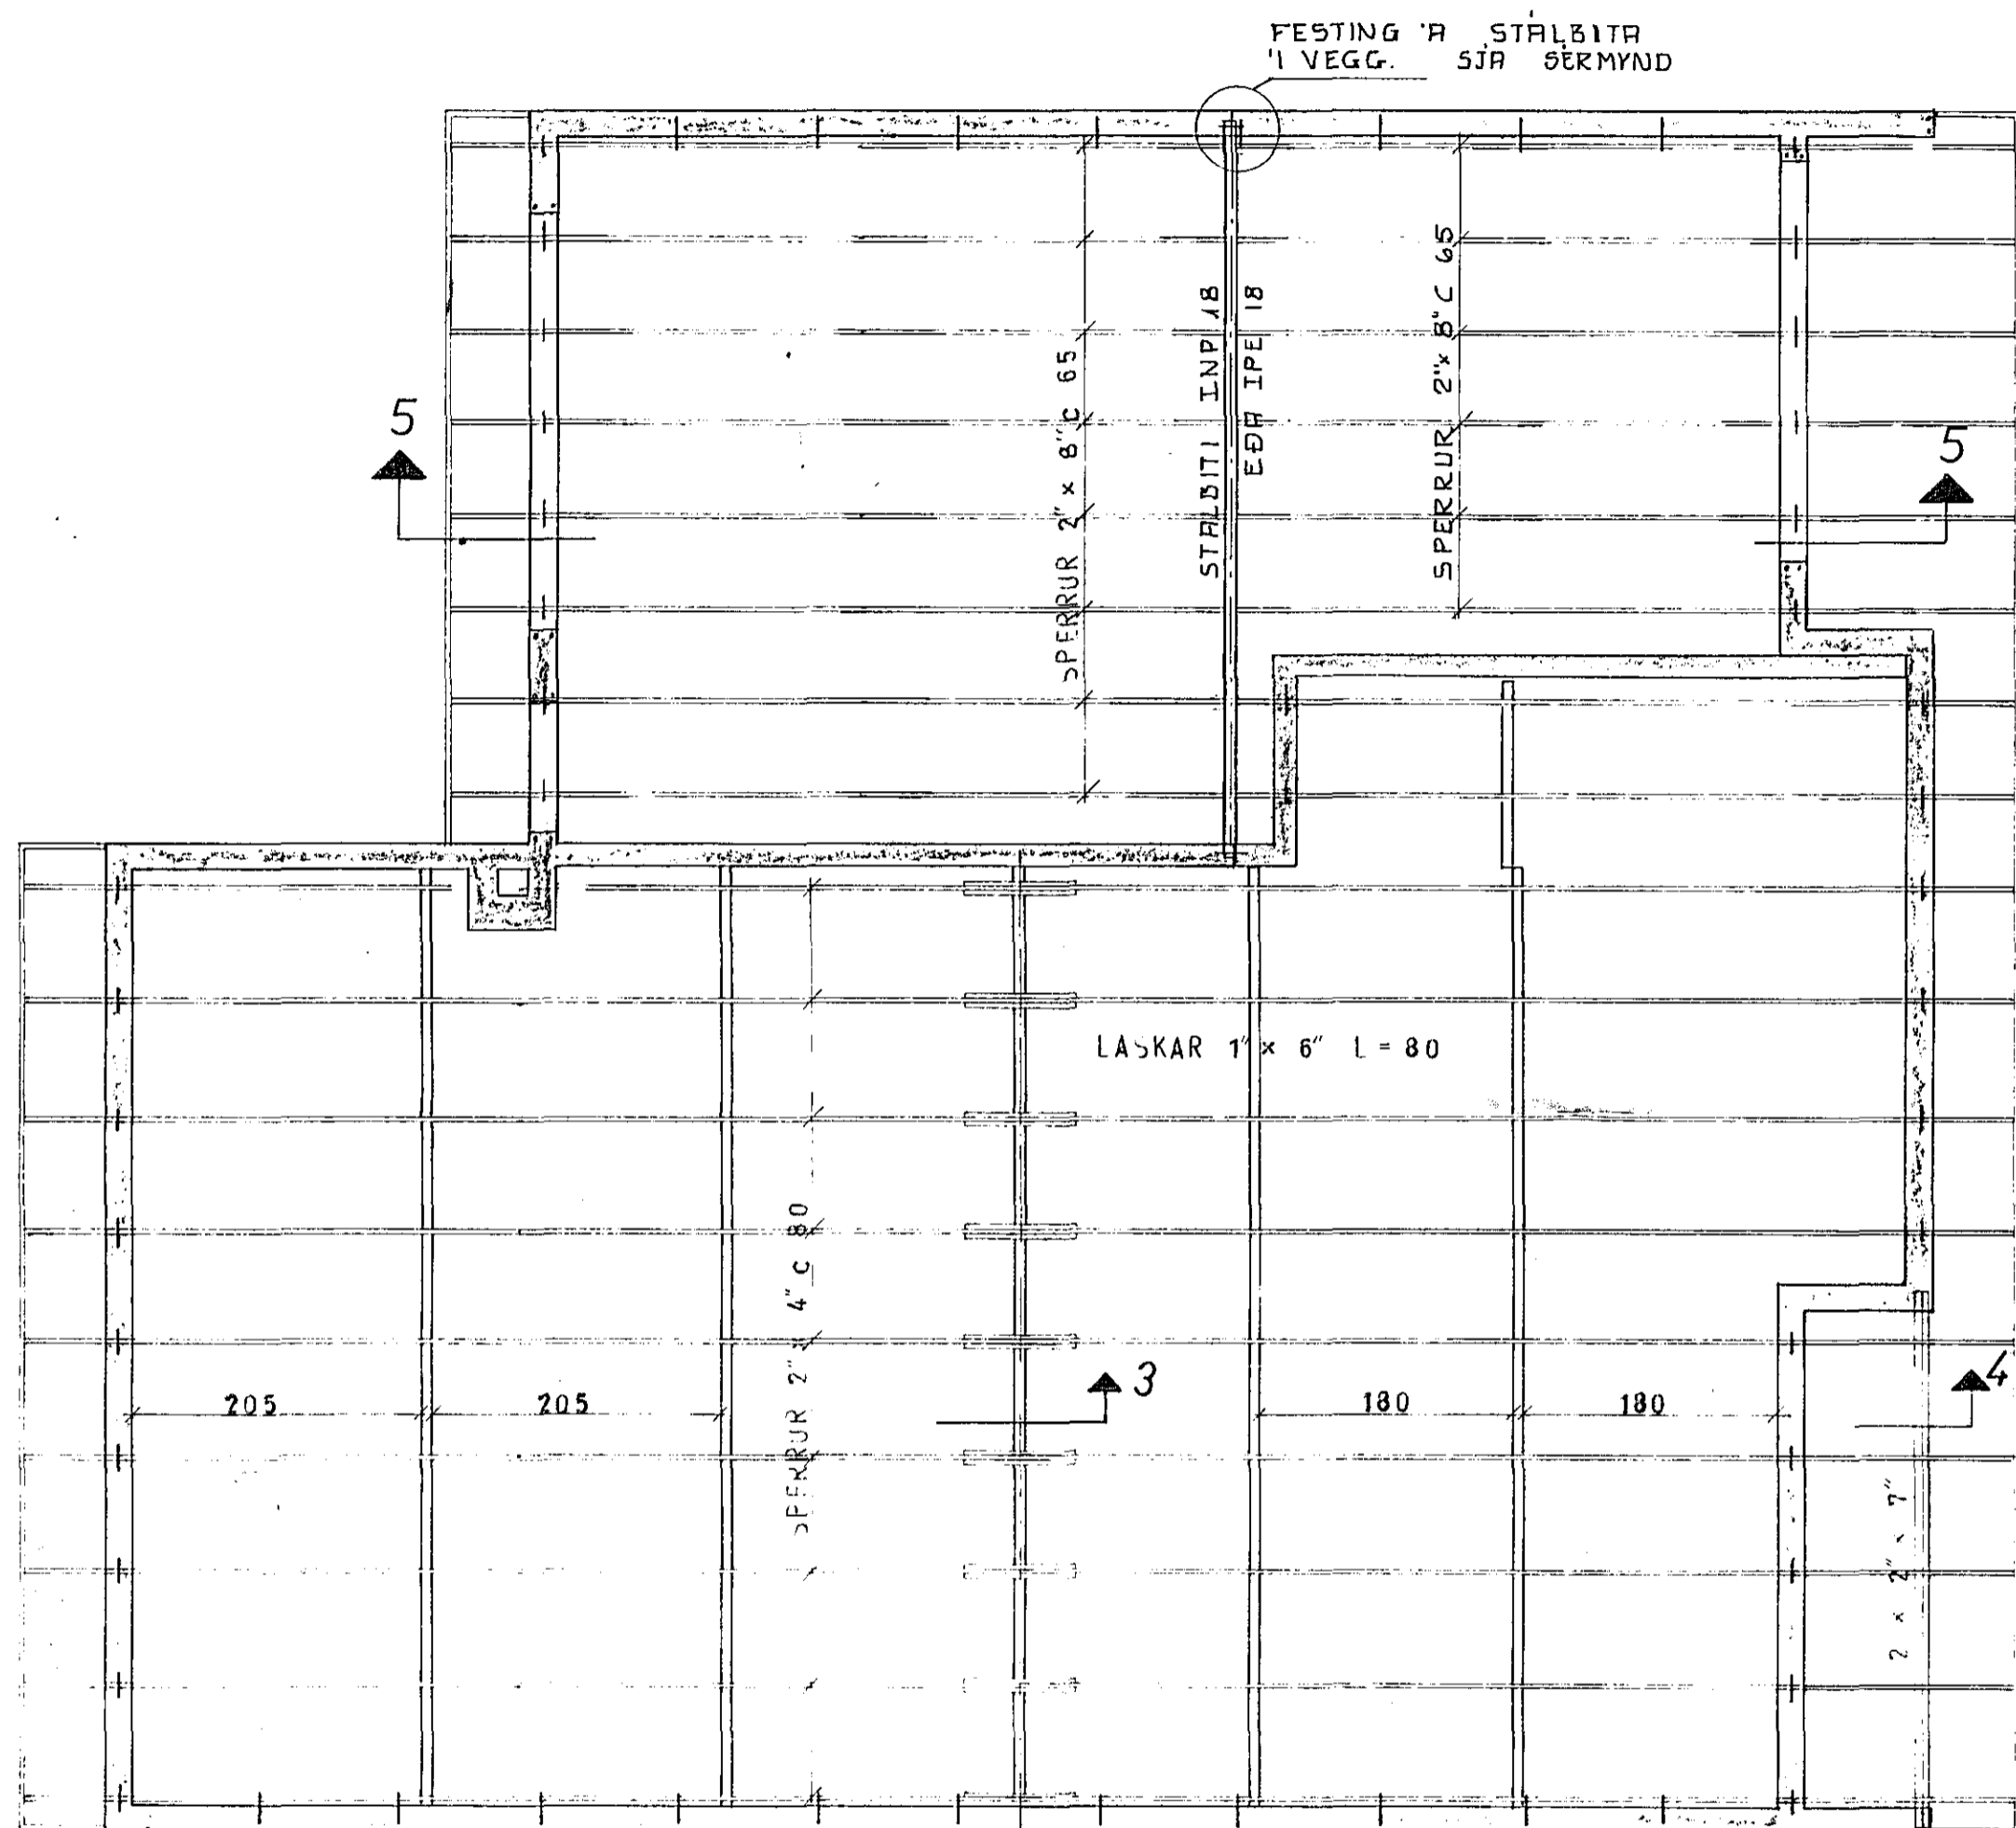 FESTING Á STÁLBITA
Í VEGG. SJÁ SÉRMYND
SPERRUR 2" x 8" C 65
STALBITI INP 18
EÐA IPE 18
SPERRUR 2" x 8" C 65
5
5
LASKAR 1" x 6" L = 80
SPERRUR 2" x 4" C 80
205
205
3
180
180
4
2 x 2" x 7"